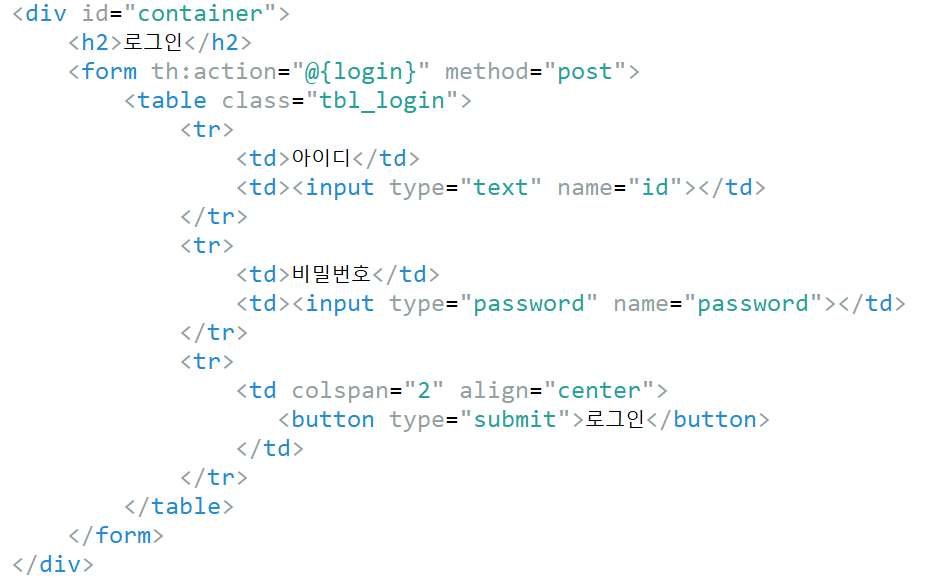 <div id="container">
    <h2>로그인</h2>
    <form th:action="@{login}" method="post">
        <table class="tbl_login">
            <tr>
                <td>아이디</td>
                <td><input type="text" name="id"></td>
            </tr>
            <tr>
                <td>비밀번호</td>
                <td><input type="password" name="password"></td>
            </tr>
            <tr>
                <td colspan="2" align="center">
                   <button type="submit">로그인</button>
                </td>
            </tr>
        </table>
    </form>
</div>